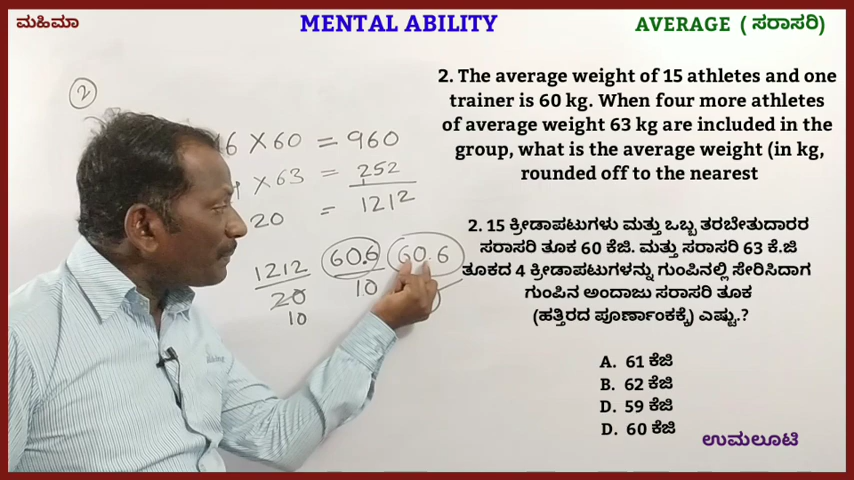 ಮಹಿಮಾ
MENTAL ABILITY
AVERAGE ( ಸರಾಸರಿ)
2
16 × 60 = 960
× 63 = 252
20 = 1212
1212
20
10
60.6
10
60.6
2. The average weight of 15 athletes and one
trainer is 60 kg. When four more athletes
of average weight 63 kg are included in the
group, what is the average weight (in kg,
rounded off to the nearest
2. 15 ಕ್ರೀಡಾಪಟುಗಳು ಮತ್ತು ಒಬ್ಬ ತರಬೇತುದಾರರ
ಸರಾಸರಿ ತೂಕ 60 ಕೆಜಿ. ಮತ್ತು ಸರಾಸರಿ 63 ಕೆ.ಜಿ
ತೂಕದ 4 ಕ್ರೀಡಾಪಟುಗಳನ್ನು ಗುಂಪಿನಲ್ಲಿ ಸೇರಿಸಿದಾಗ
ಗುಂಪಿನ ಅಂದಾಜು ಸರಾಸರಿ ತೂಕ
(ಹತ್ತಿರದ ಪೂರ್ಣಾಂಕಕ್ಕೆ) ಎಷ್ಟು.?
A. 61 ಕೆಜಿ
B. 62 ಕೆಜಿ
D. 59 ಕೆಜಿ
D. 60 ಕೆಜಿ
ಉಮಲೂಟಿ